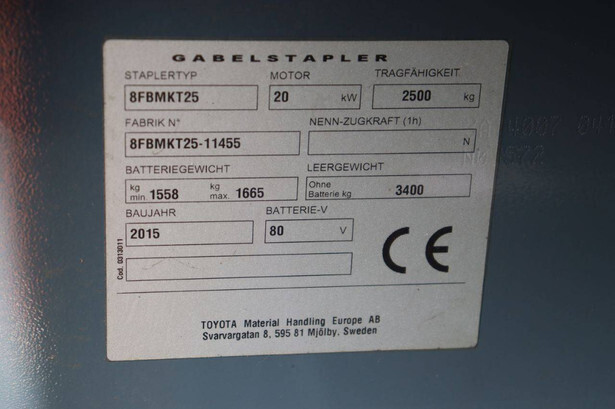 GABELSTAPLER
STAPLERTYP MOTOR TRAGFÄHIGKEIT
8FBMKT25 20 kW 2500 kg
FABRIK N° NENN-ZUGKRAFT (1h)
8FBMKT25-11455 N
BATTERIEGEWICHT LEERGEWICHT
kg min. 1558 kg max. 1665 Ohne Batterie kg 3400
BAUJAHR BATTERIE-V
2015 80 V
CE
Cod. 0313011
TOYOTA Material Handling Europe AB
Svarvargatan 8, 595 81 Mjölby, Sweden